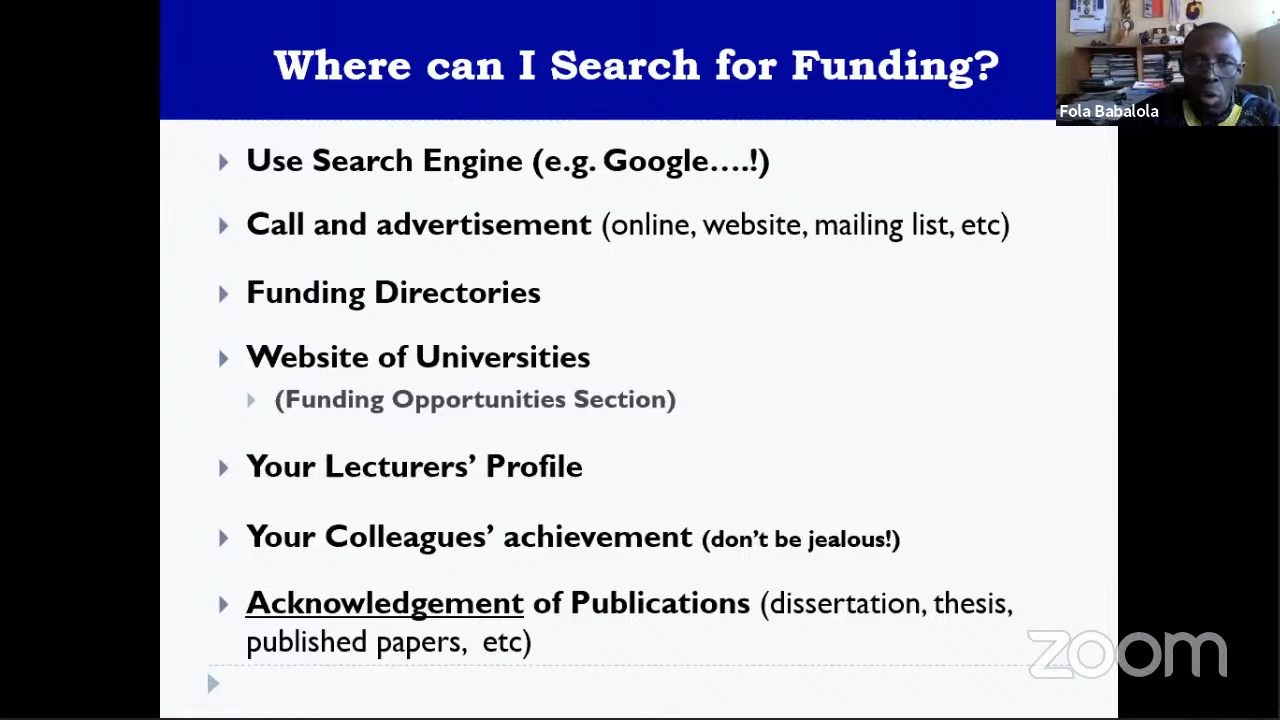 Where can I Search for Funding?
Fola Babalola
Use Search Engine (e.g. Google….!)
Call and advertisement (online, website, mailing list, etc)
Funding Directories
Website of Universities
(Funding Opportunities Section)
Your Lecturers’ Profile
Your Colleagues’ achievement (don’t be jealous!)
Acknowledgement of Publications (dissertation, thesis,
published papers, etc)
zoom